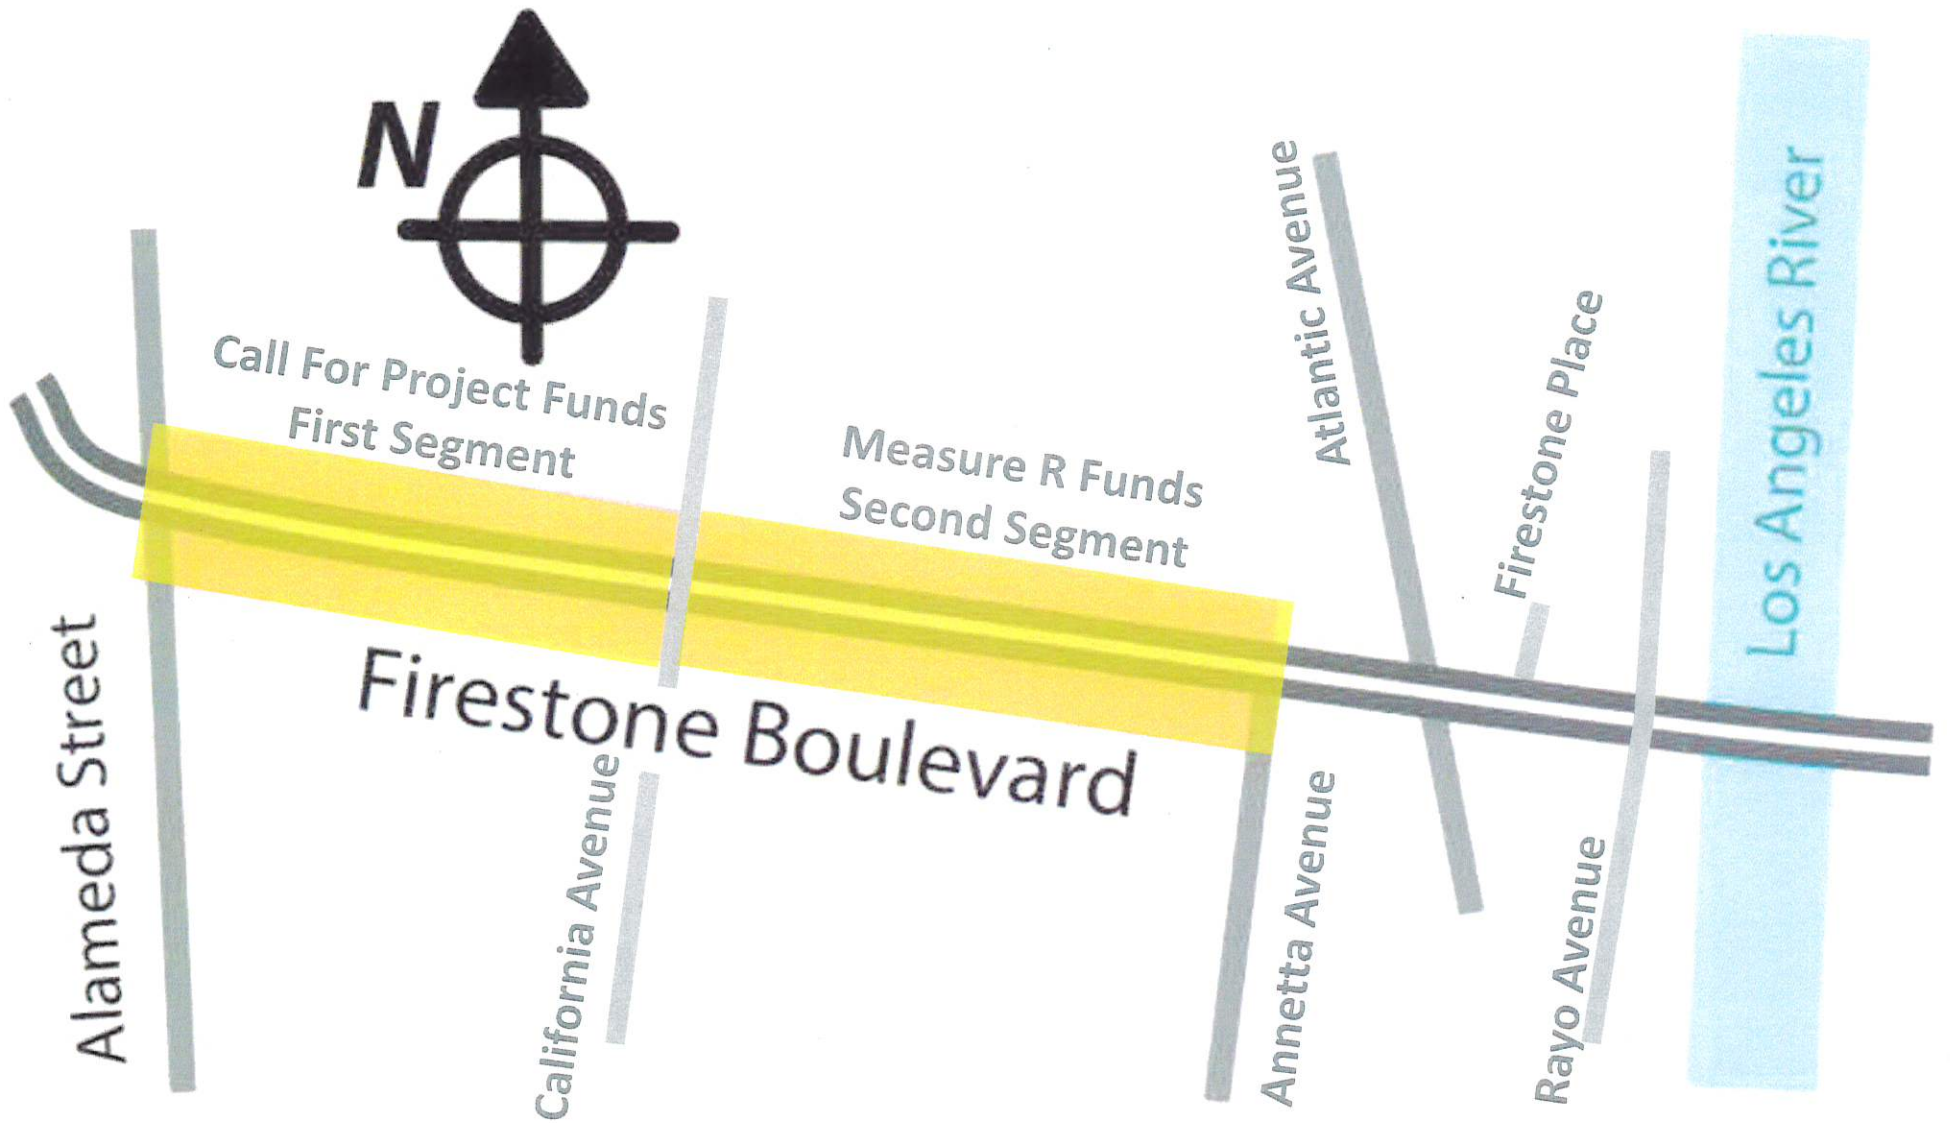 N
Call For Project Funds
First Segment
Measure R Funds
Second Segment
Atlantic Avenue
Firestone Place
Los Angeles River
Firestone Boulevard
Alameda Street
California Avenue
Annetta Avenue
Rayo Avenue